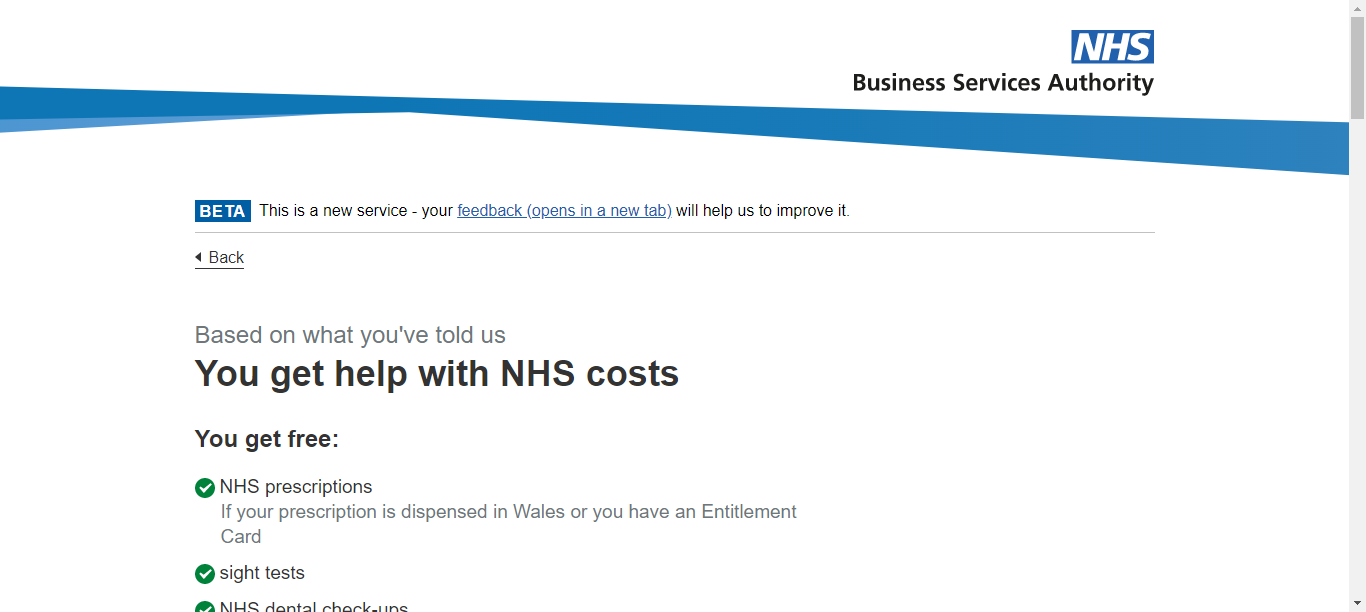 NHS
Business Services Authority
BETA This is a new service - your feedback (opens in a new tab) will help us to improve it.
Back
Based on what you've told us
You get help with NHS costs
You get free:
NHS prescriptions
If your prescription is dispensed in Wales or you have an Entitlement
Card
sight tests
NHS dental check-ups